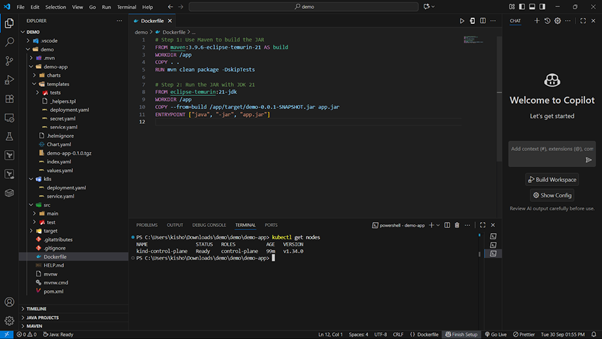 File Edit Selection View Go Run Terminal Help
demo
EXPLORER
DEMO
.vscode
demo
.mvn
demo-app
charts
templates
tests
_helpers.tpl
deployment.yaml
secret.yaml
service.yaml
.helmignore
Chart.yaml
demo-app-0.1.0.tgz
index.yaml
values.yaml
k8s
deployment.yaml
service.yaml
src
main
test
target
.gitattributes
.gitignore
Dockerfile
HELP.md
mvnw
mvnw.cmd
pom.xml
TIMELINE
JAVA PROJECTS
MAVEN
Dockerfile
demo > Dockerfile > ...
1 # Step 1: Use Maven to build the JAR
2 FROM maven:3.9.6-eclipse-temurin-21 AS build
3 WORKDIR /app
4 COPY . .
5 RUN mvn clean package -DskipTests
6
7 # Step 2: Run the JAR with JDK 21
8 FROM eclipse-temurin:21-jdk
9 WORKDIR /app
10 COPY --from=build /app/target/demo-0.0.1-SNAPSHOT.jar app.jar
11 ENTRYPOINT ["java", "-jar", "app.jar"]
12
PROBLEMS OUTPUT DEBUG CONSOLE TERMINAL PORTS
powershell - demo-app
PS C:\Users\kisho\Downloads\demo\demo\demo-app> kubectl get nodes
NAME STATUS ROLES AGE VERSION
kind-control-plane Ready control-plane 99m v1.34.0
PS C:\Users\kisho\Downloads\demo\demo\demo-app>
CHAT
Welcome to Copilot
Let's get started
Add context (#), extensions (@), com
Build Workspace
Show Config
Review AI output carefully before use.
0 0 Java: Ready
Ln 12, Col 1 Spaces: 4 UTF-8 CRLF Dockerfile Finish Setup Go Live Prettier Tue 30 Sep 01:55 PM